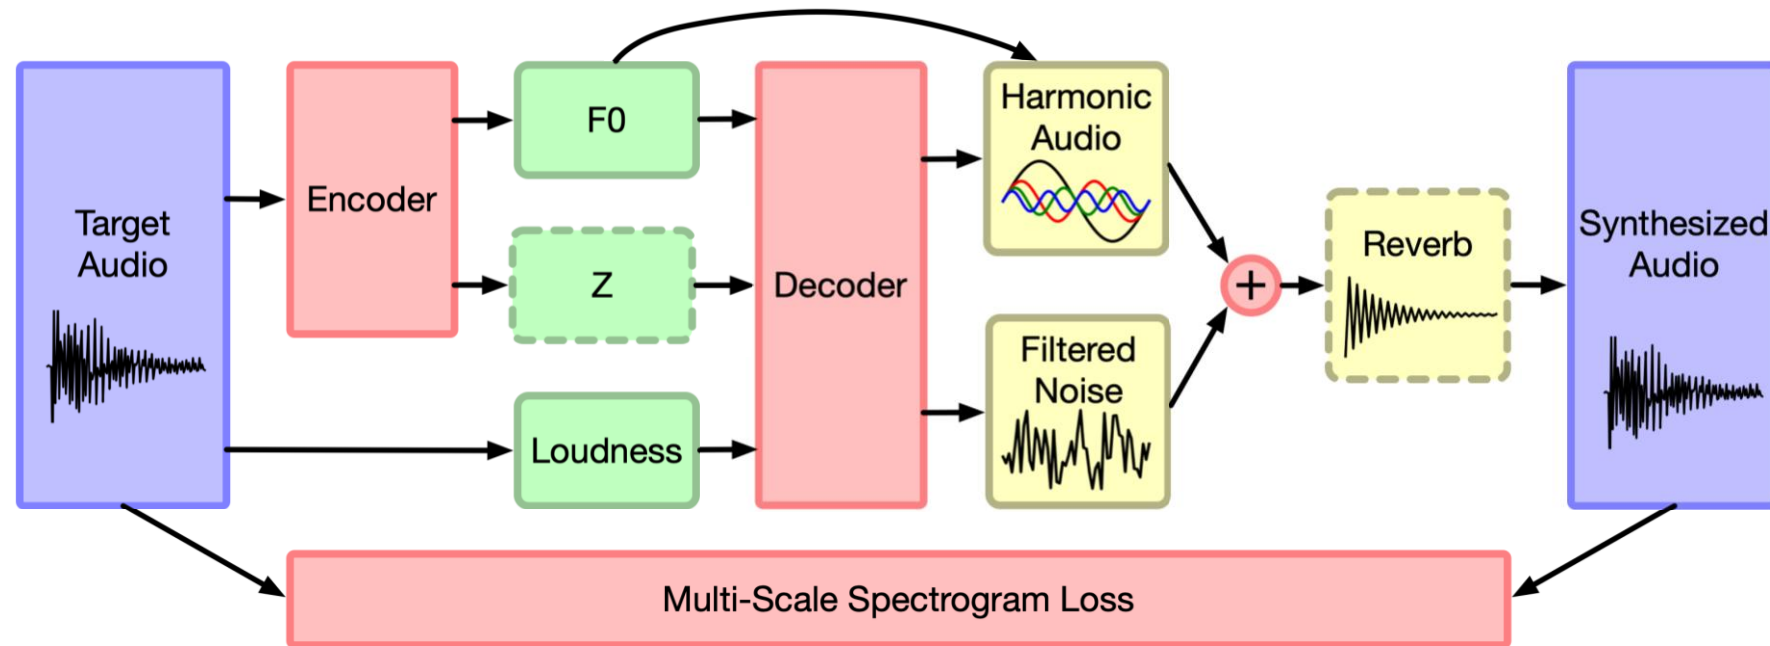 Target
Audio
Encoder
F0
Z
Loudness
Decoder
Harmonic
Audio
Filtered
Noise
+
Reverb
Synthesized
Audio
Multi-Scale Spectrogram Loss